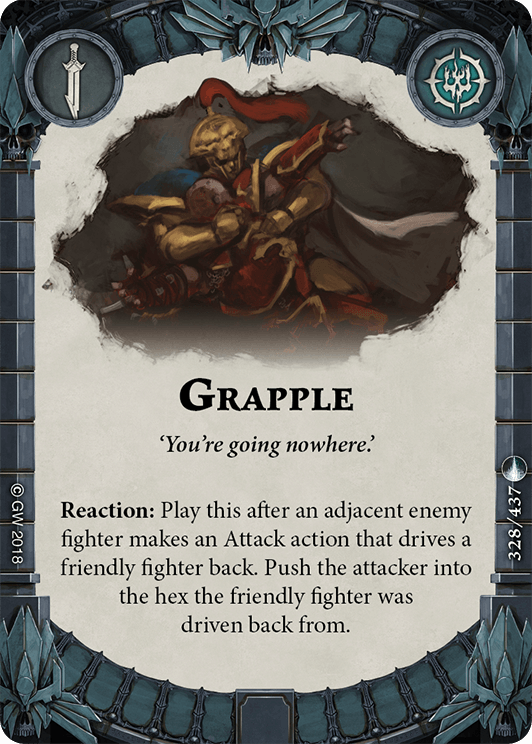 GRAPPLE
‘You’re going nowhere.’
Reaction: Play this after an adjacent enemy
fighter makes an Attack action that drives a
friendly fighter back. Push the attacker into
the hex the friendly fighter was
driven back from.
© GW 2018
328/437